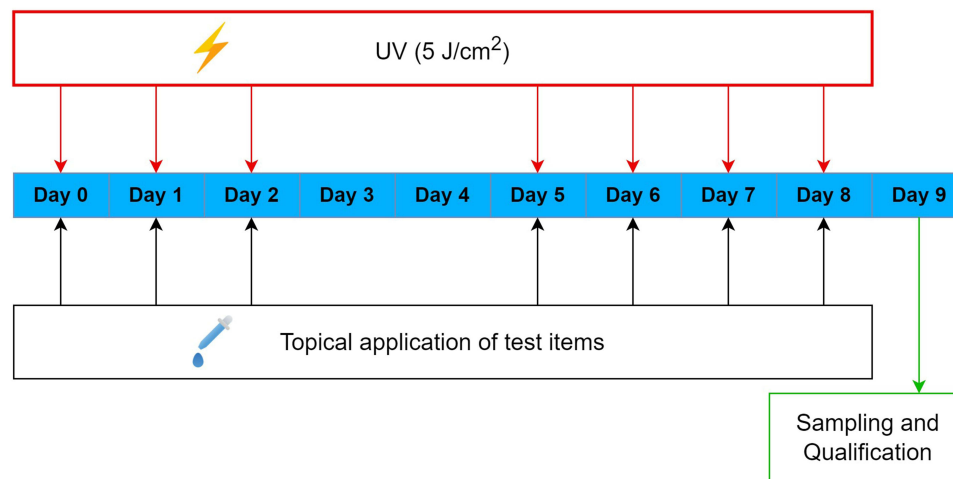 UV (5 J/cm²)
Day 0 Day 1 Day 2 Day 3 Day 4 Day 5 Day 6 Day 7 Day 8 Day 9
Topical application of test items
Sampling and
Qualification